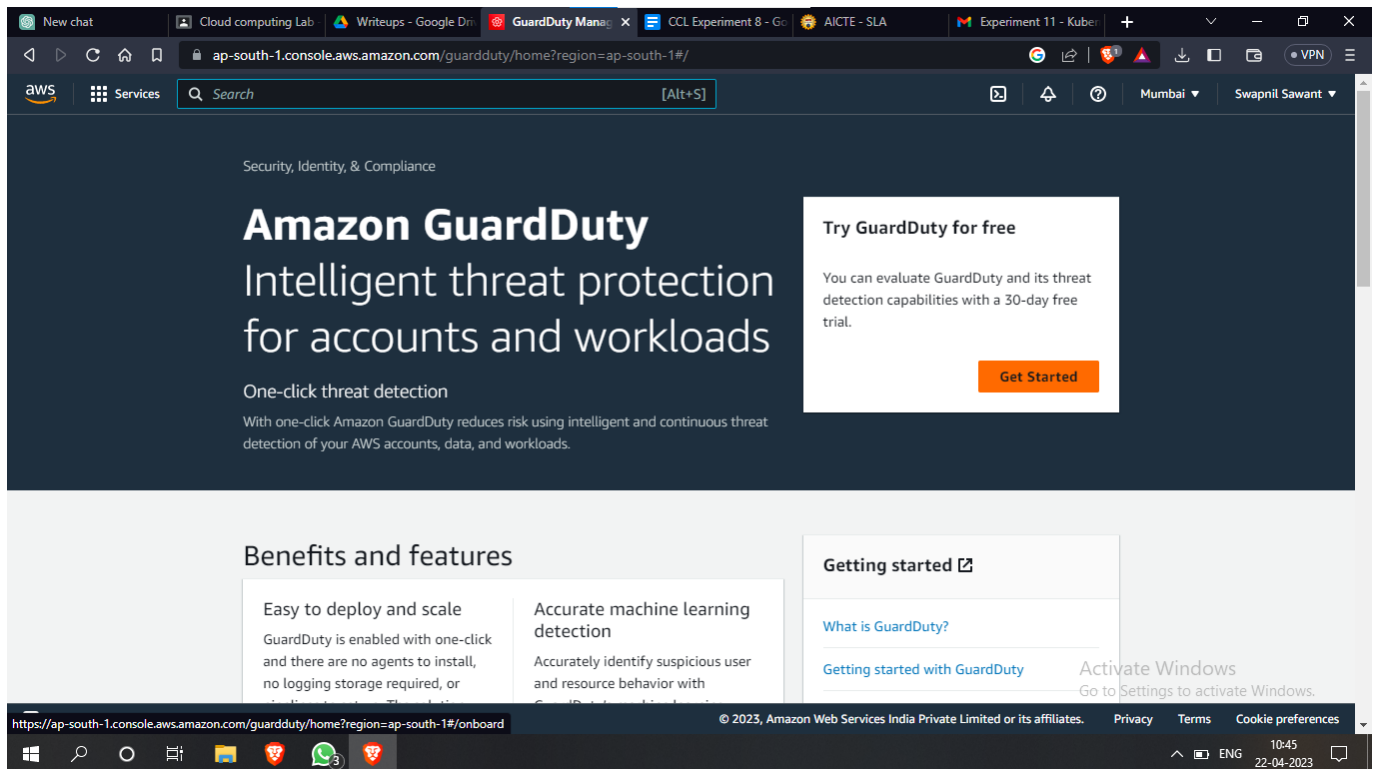 New chat
Cloud computing Lab
Writeups - Google Dri
GuardDuty Manag
CCL Experiment 8 - Go
AICTE - SLA
Experiment 11 - Kuber
ap-south-1.console.aws.amazon.com/guardduty/home?region=ap-south-1#/
1
VPN
aws
Services
Search
[Alt+S]
Mumbai
Swapnil Sawant
Security, Identity, & Compliance
Amazon GuardDuty
Intelligent threat protection
for accounts and workloads
One-click threat detection
With one-click Amazon GuardDuty reduces risk using intelligent and continuous threat
detection of your AWS accounts, data, and workloads.
Try GuardDuty for free
You can evaluate GuardDuty and its threat
detection capabilities with a 30-day free
trial.
Get Started
Benefits and features
Easy to deploy and scale
GuardDuty is enabled with one-click
and there are no agents to install,
no logging storage required, or
Accurate machine learning
detection
Accurately identify suspicious user
and resource behavior with
Getting started
What is GuardDuty?
Getting started with GuardDuty
Activate Windows
Go to Settings to activate Windows.
https://ap-south-1.console.aws.amazon.com/guardduty/home?region=ap-south-1#/onboard
© 2023, Amazon Web Services India Private Limited or its affiliates.
Privacy
Terms
Cookie preferences
3
ENG
10:45
22-04-2023